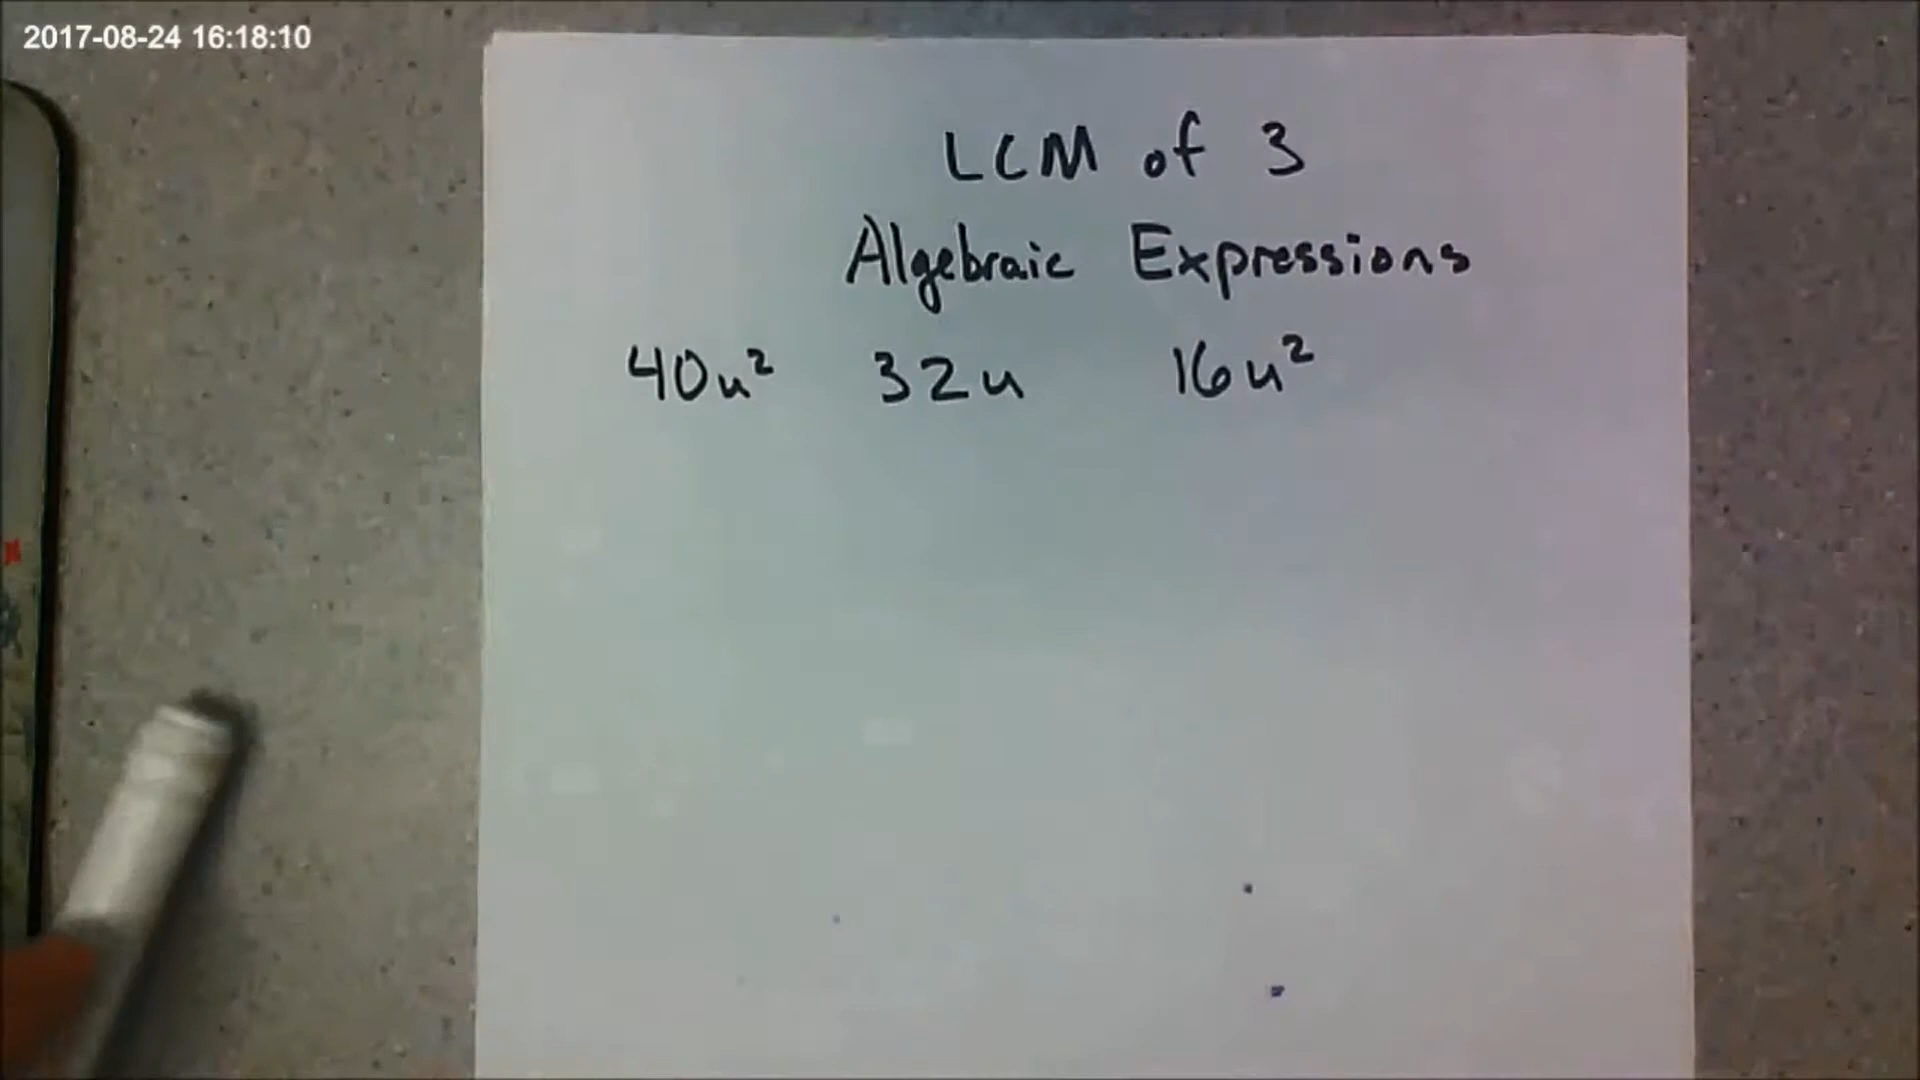 2017-08-24 16:18:10
LCM of 3
Algebraic Expressions
40u² 32u 16u²